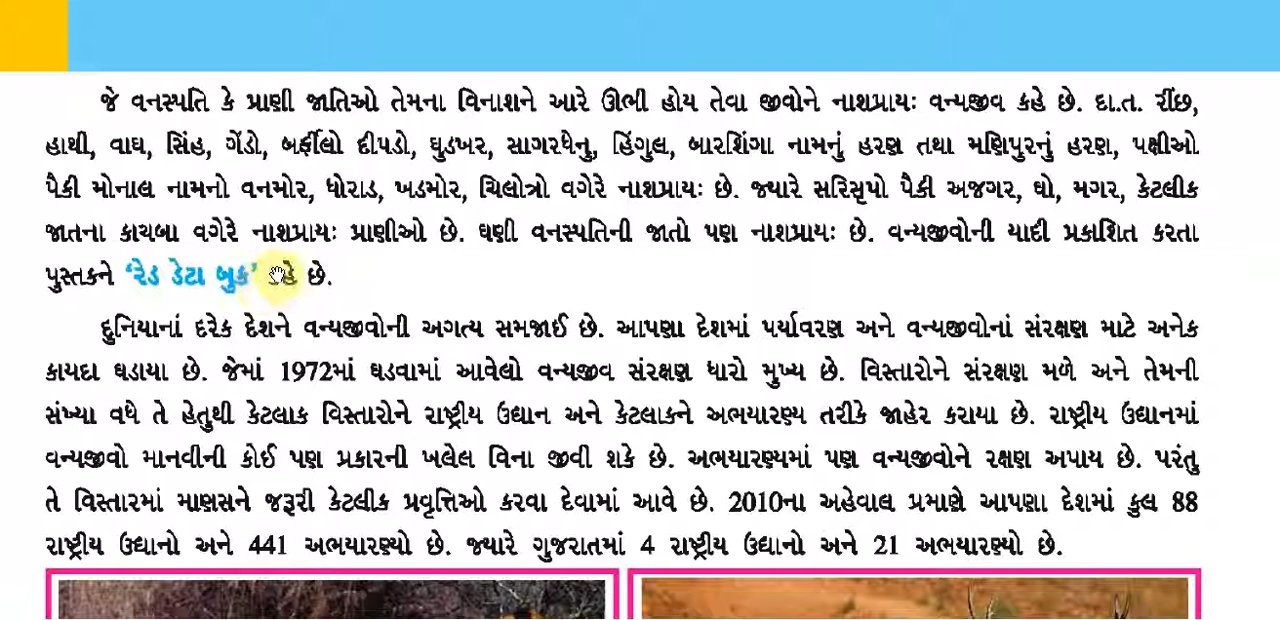 જે વનસ્પતિ કે પ્રાણી જાતિઓ તેમના વિનાશને આરે ઊભી હોય તેવા જીવોને નાશપ્રાયઃ વન્યજીવ કહે છે. દા.ત. રીંછ,
હાથી, વાઘ, સિંહ, ગેંડો, બર્ફીલો દીપડો, ઘુડખર, સાગરધેનુ, હિંગુલ, બારશિંગા નામનું હરણ તથા મણિપુરનું હરણ, પક્ષીઓ
પૈકી મોનાલ નામનો વનમોર, ધોરાડ, ખડમોર, ચિલોત્રો વગેરે નાશપ્રાયઃ છે. જ્યારે સરિસૃપો પૈકી અજગર, ઘો, મગર, કેટલીક
જાતના કાચબા વગેરે નાશપ્રાયઃ પ્રાણીઓ છે. ઘણી વનસ્પતિની જાતો પણ નાશપ્રાયઃ છે. વન્યજીવોની યાદી પ્રકાશિત કરતા
પુસ્તકને ‘રેડ ડેટા બુક’ કહે છે.
દુનિયાનાં દરેક દેશને વન્યજીવોની અગત્ય સમજાઈ છે. આપણા દેશમાં પર્યાવરણ અને વન્યજીવોનાં સંરક્ષણ માટે અનેક
કાયદા ઘડાયા છે. જેમાં 1972માં ઘડવામાં આવેલો વન્યજીવ સંરક્ષણ ધારો મુખ્ય છે. વિસ્તારોને સંરક્ષણ મળે અને તેમની
સંખ્યા વધે તે હેતુથી કેટલાક વિસ્તારોને રાષ્ટ્રીય ઉદ્યાન અને કેટલાકને અભયારણ્ય તરીકે જાહેર કરાયા છે. રાષ્ટ્રીય ઉદ્યાનમાં
વન્યજીવો માનવીની કોઈ પણ પ્રકારની ખલેલ વિના જીવી શકે છે. અભયારણ્યમાં પણ વન્યજીવોને રક્ષણ અપાય છે. પરંતુ
તે વિસ્તારમાં માણસને જરૂરી કેટલીક પ્રવૃત્તિઓ કરવા દેવામાં આવે છે. 2010ના અહેવાલ પ્રમાણે આપણા દેશમાં કુલ 88
રાષ્ટ્રીય ઉદ્યાનો અને 441 અભયારણ્યો છે. જ્યારે ગુજરાતમાં 4 રાષ્ટ્રીય ઉદ્યાનો અને 21 અભયારણ્યો છે.